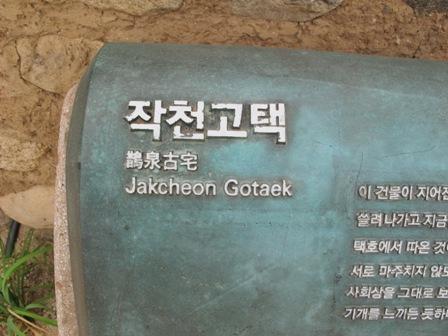 작천고택
鵲泉古宅
Jakcheon Gotaek
이 건물이
쓸려나가고 지금
택호에서 따온
서로 마주치지
사회상을 그대로
기개를 느끼듯